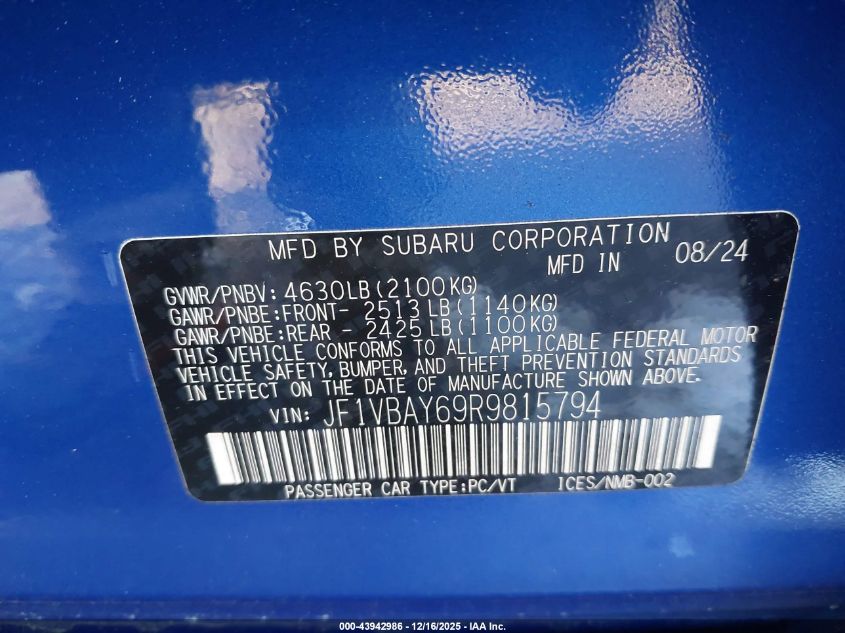 MFD BY SUBARU CORPORATION
MFD IN 08/24
GVWR/PNBV: 4630LB(2100KG)
GAWR/PNBE:FRONT- 2513 LB(1140KG)
GAWR/PNBE:REAR - 2425LB(1100KG)
THIS VEHICLE CONFORMS TO ALL APPLICABLE FEDERAL MOTOR
VEHICLE SAFETY, BUMPER, AND THEFT PREVENTION STANDARDS
IN EFFECT ON THE DATE OF MANUFACTURE SHOWN ABOVE.
VIN: JF1VBAY69R9815794
PASSENGER CAR TYPE:PC/VT ICES/NMB-002
000-43942986 - 12/16/2025 - IAA Inc.